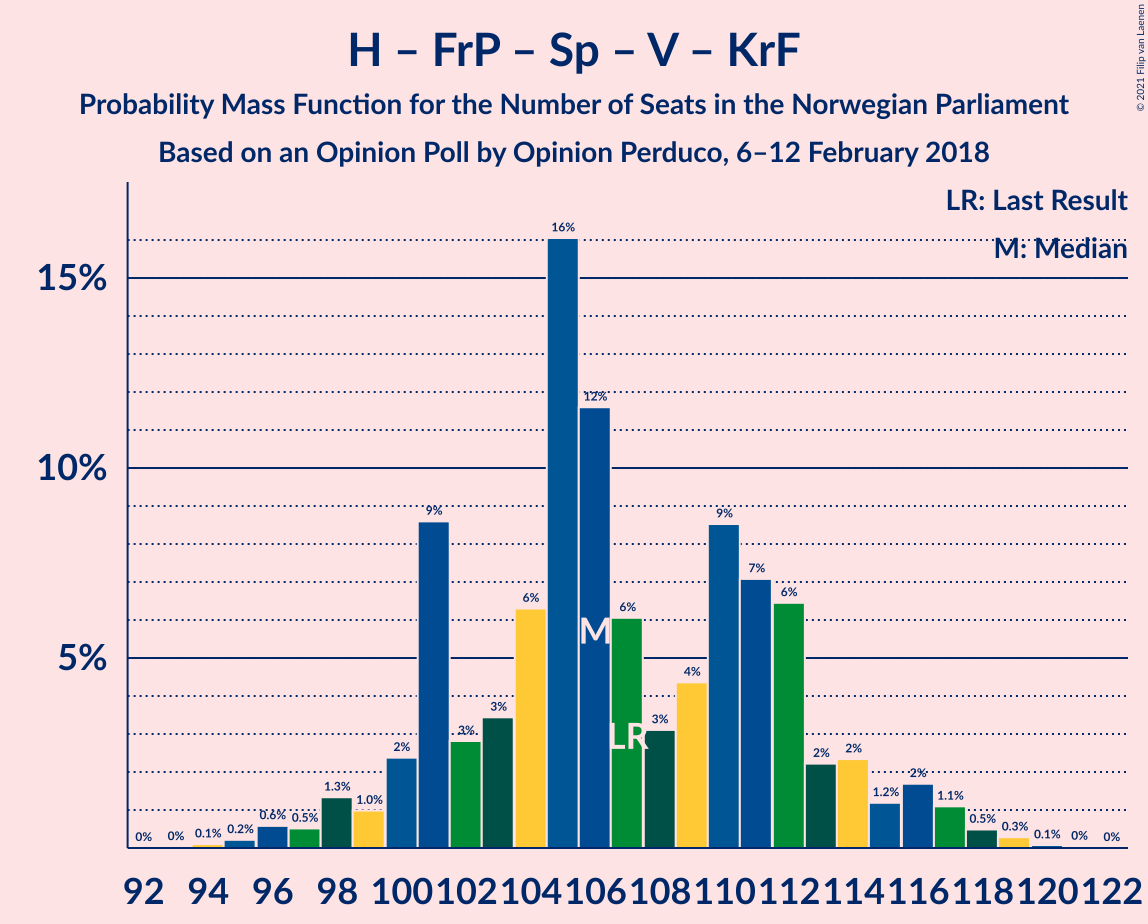 H – FrP – Sp – V – KrF
Probability Mass Function for the Number of Seats in the Norwegian Parliament
Based on an Opinion Poll by Opinion Perduco, 6–12 February 2018
© 2021 Filip van Laenen
LR: Last Result
M: Median
15%
10%
5%
0% 0% 0.1% 0.2% 0.6% 0.5% 1.3% 1.0% 2% 9% 3% 3% 6% 16% 12% 6% 3% 4% 9% 7% 6% 2% 2% 1.2% 2% 1.1% 0.5% 0.3% 0.1% 0% 0%
M
LR
92 94 96 98 100 102 104 106 108 110 112 114 116 118 120 122